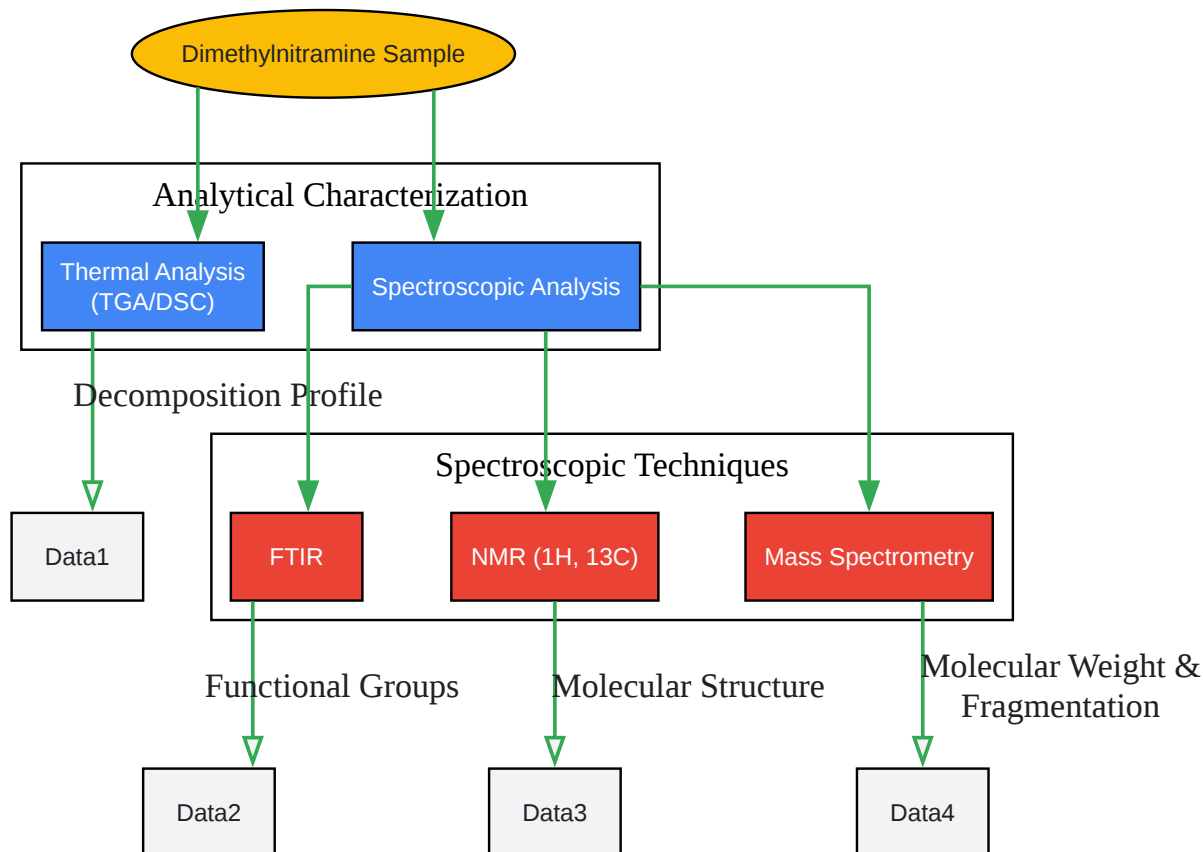 Dimethylnitramine Sample
Analytical Characterization
Thermal Analysis
(TGA/DSC)
Spectroscopic Analysis
Decomposition Profile
Spectroscopic Techniques
Data1
FTIR
NMR (1H, 13C)
Mass Spectrometry
Functional Groups
Molecular Structure
Molecular Weight &
Fragmentation
Data2
Data3
Data4